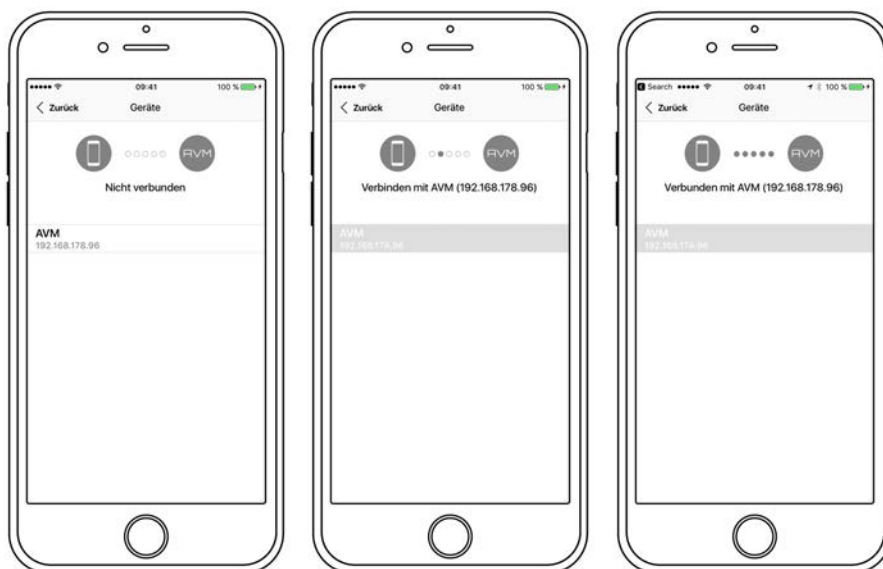 09:41 100 %
Zurück Geräte
AVM
Nicht verbunden
AVM
192.168.178.96
09:41 100 %
Zurück Geräte
AVM
Verbinden mit AVM (192.168.178.96)
AVM
192.168.178.96
Search 09:41 100 %
Zurück Geräte
AVM
Verbunden mit AVM (192.168.178.96)
AVM
192.168.178.96